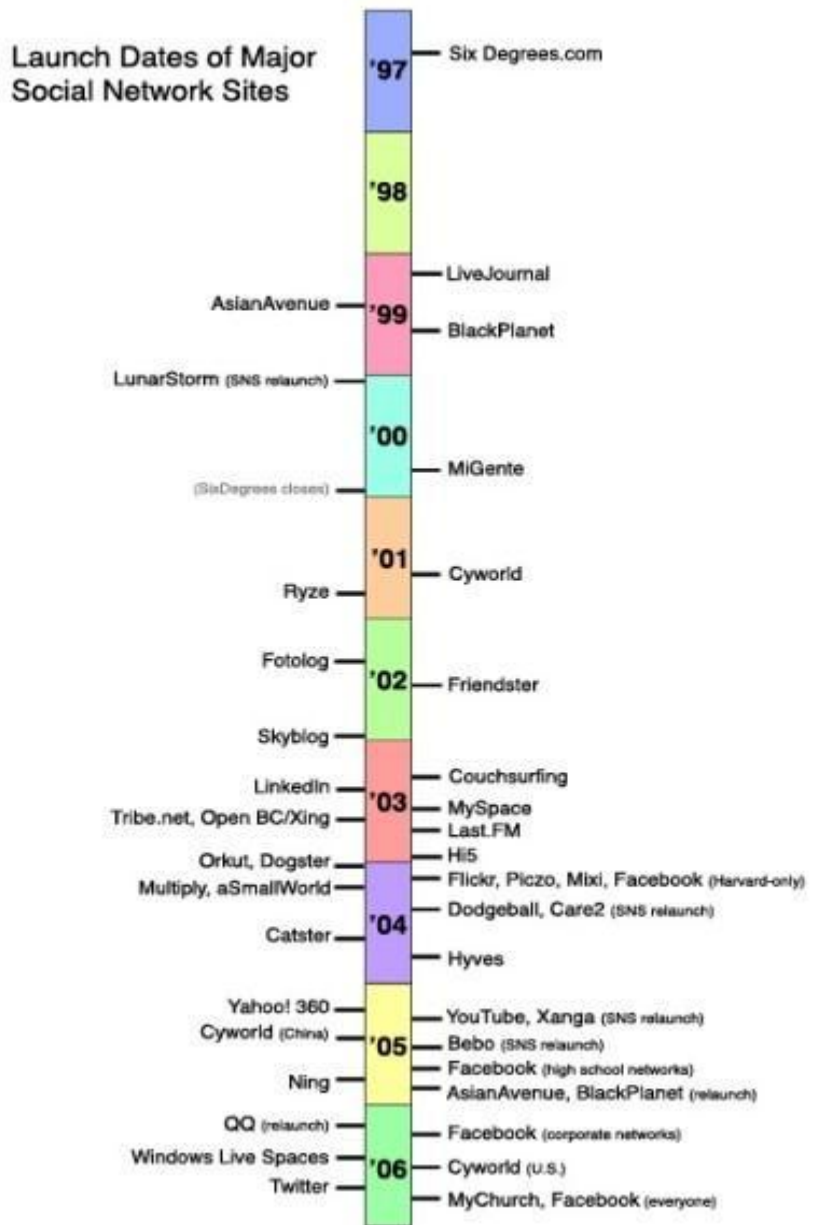 Launch Dates of Major
Social Network Sites
'97
Six Degrees.com
'98
'99
LiveJournal
AsianAvenue
BlackPlanet
'00
LunarStorm (SNS relaunch)
MiGente
(SixDegrees closes)
'01
Cyworld
Ryze
'02
Fotolog
Friendster
Skyblog
'03
Couchsurfing
LinkedIn
MySpace
Tribe.net, Open BC/Xing
Last.FM
Hi5
Orkut, Dogster
'04
Flickr, Piczo, Mixi, Facebook (Harvard-only)
Multiply, aSmallWorld
Dodgeball, Care2 (SNS relaunch)
Catster
Hyves
'05
Yahoo! 360
YouTube, Xanga (SNS relaunch)
Cyworld (China)
Bebo (SNS relaunch)
Facebook (high school networks)
Ning
AsianAvenue, BlackPlanet (relaunch)
'06
QQ (relaunch)
Facebook (corporate networks)
Windows Live Spaces
Cyworld (U.S.)
Twitter
MyChurch, Facebook (everyone)